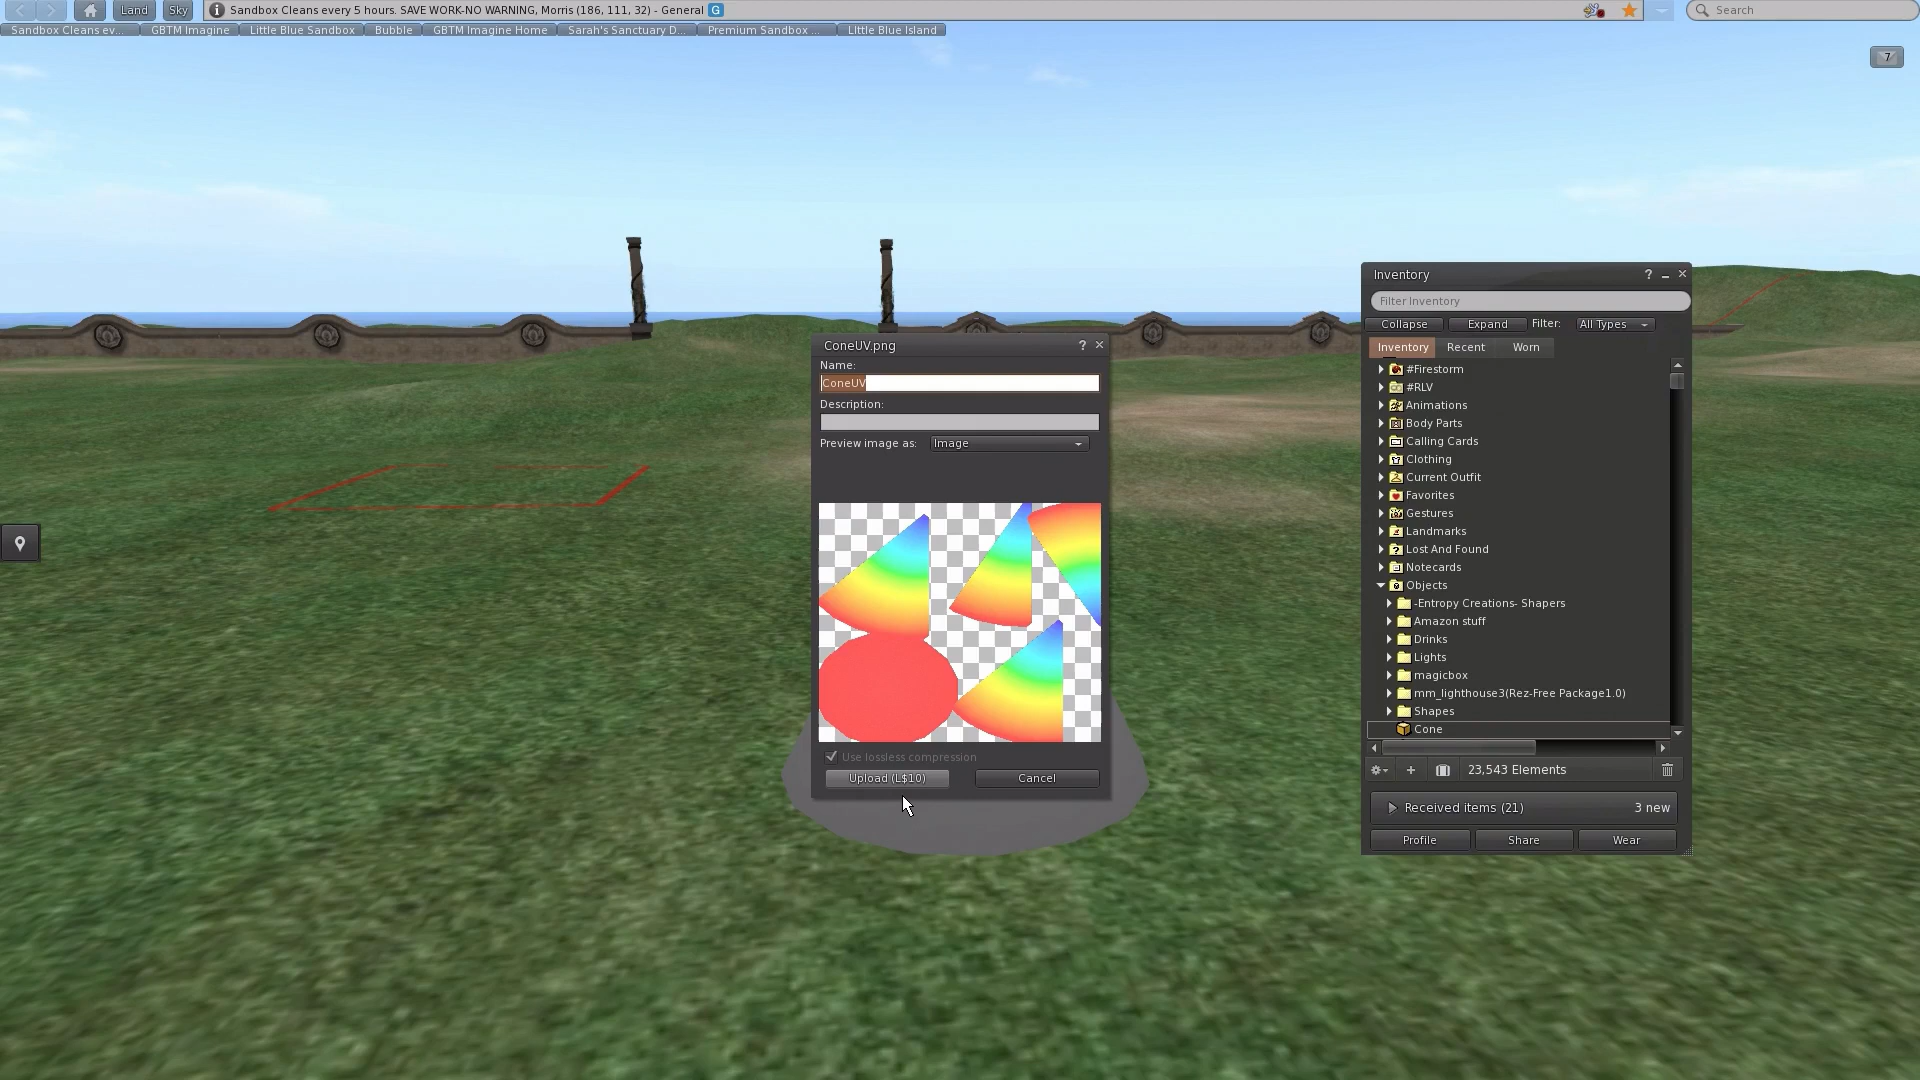 Land
Sky
Sandbox Cleans every 5 hours. SAVE WORK-NO WARNING, Morris (186, 111, 32) - General G
Search
Sandbox Cleans ev...
GBTM Imagine
Little Blue Sandbox
Bubble
GBTM Imagine Home
Sarah's Sanctuary D...
Premium Sandbox ...
LIttle Blue Island
7
ConeUV.png
?
Name:
ConeUV
Description:
Preview image as:
Image
Use lossless compression
Upload (L$10)
Cancel
Inventory
?
Filter Inventory
Collapse
Expand
Filter:
All Types
Inventory
Recent
Worn
#Firestorm
#RLV
Animations
Body Parts
Calling Cards
Clothing
Current Outfit
Favorites
Gestures
Landmarks
Lost And Found
Notecards
Objects
-Entropy Creations- Shapers
Amazon stuff
Drinks
Lights
magicbox
mm_lighthouse3(Rez-Free Package1.0)
Shapes
Cone
23,543 Elements
Received items (21)
3 new
Profile
Share
Wear